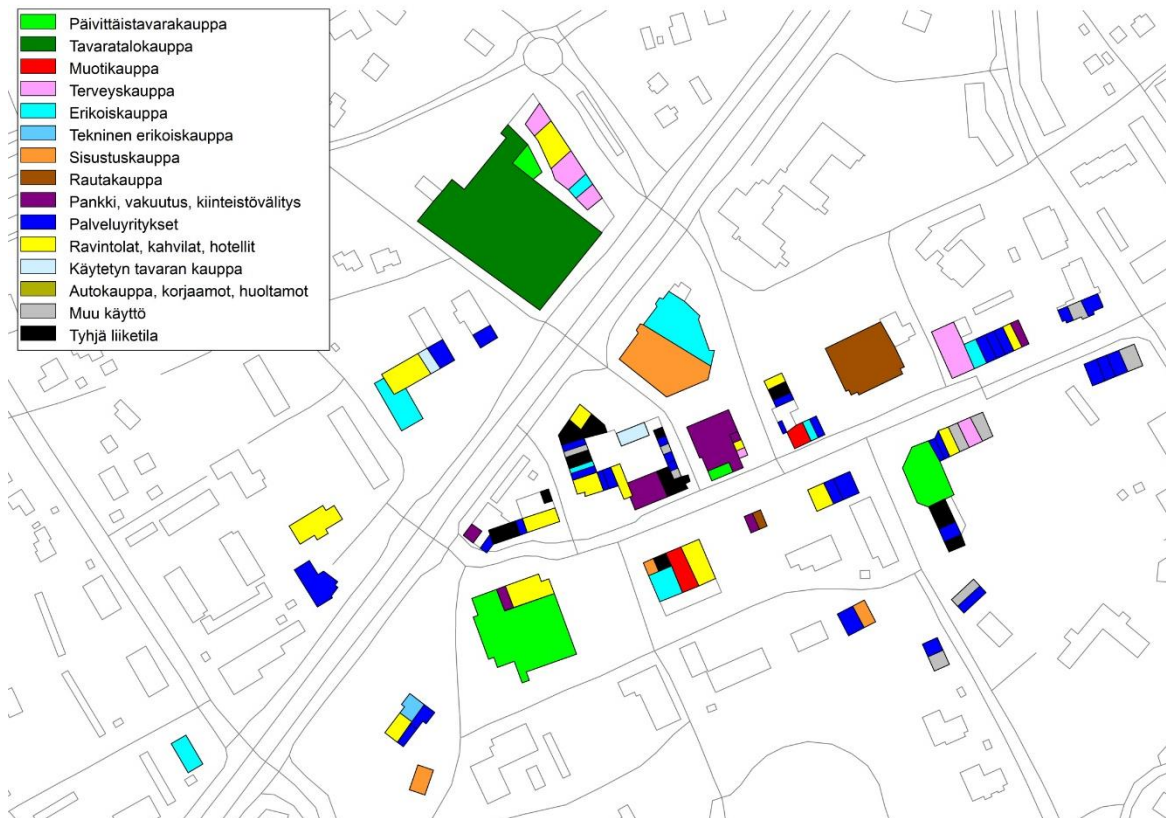 Päivittäistavarakauppa
Tavaratalokauppa
Muotikauppa
Terveyskauppa
Erikoiskauppa
Tekninen erikoiskauppa
Sisustuskauppa
Rautakauppa
Pankki, vakuutus, kiinteistövälitys
Palveluyritykset
Ravintolat, kahvilat, hotellit
Käytetyn tavaran kauppa
Autokauppa, korjaamot, huoltamot
Muu käyttö
Tyhjä liiketila